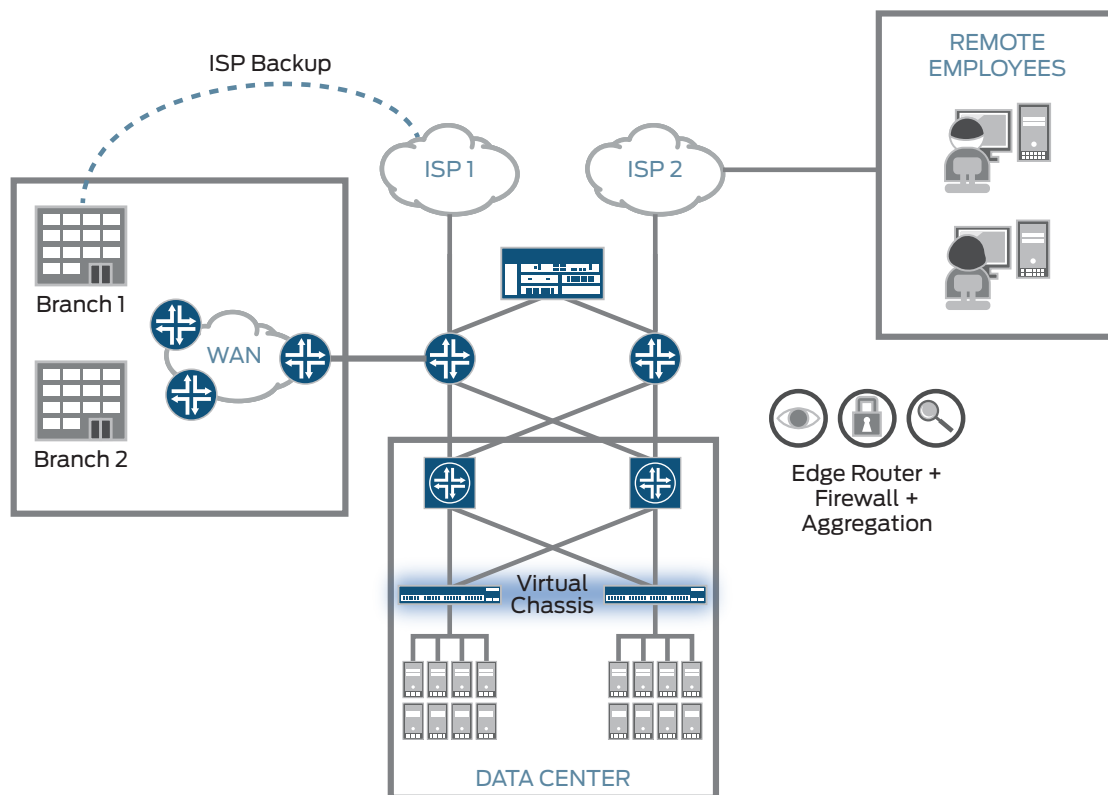 ISP Backup
REMOTE
EMPLOYEES
ISP 1
ISP 2
Branch 1
WAN
Branch 2
Edge Router +
Firewall +
Aggregation
Virtual
Chassis
DATA CENTER